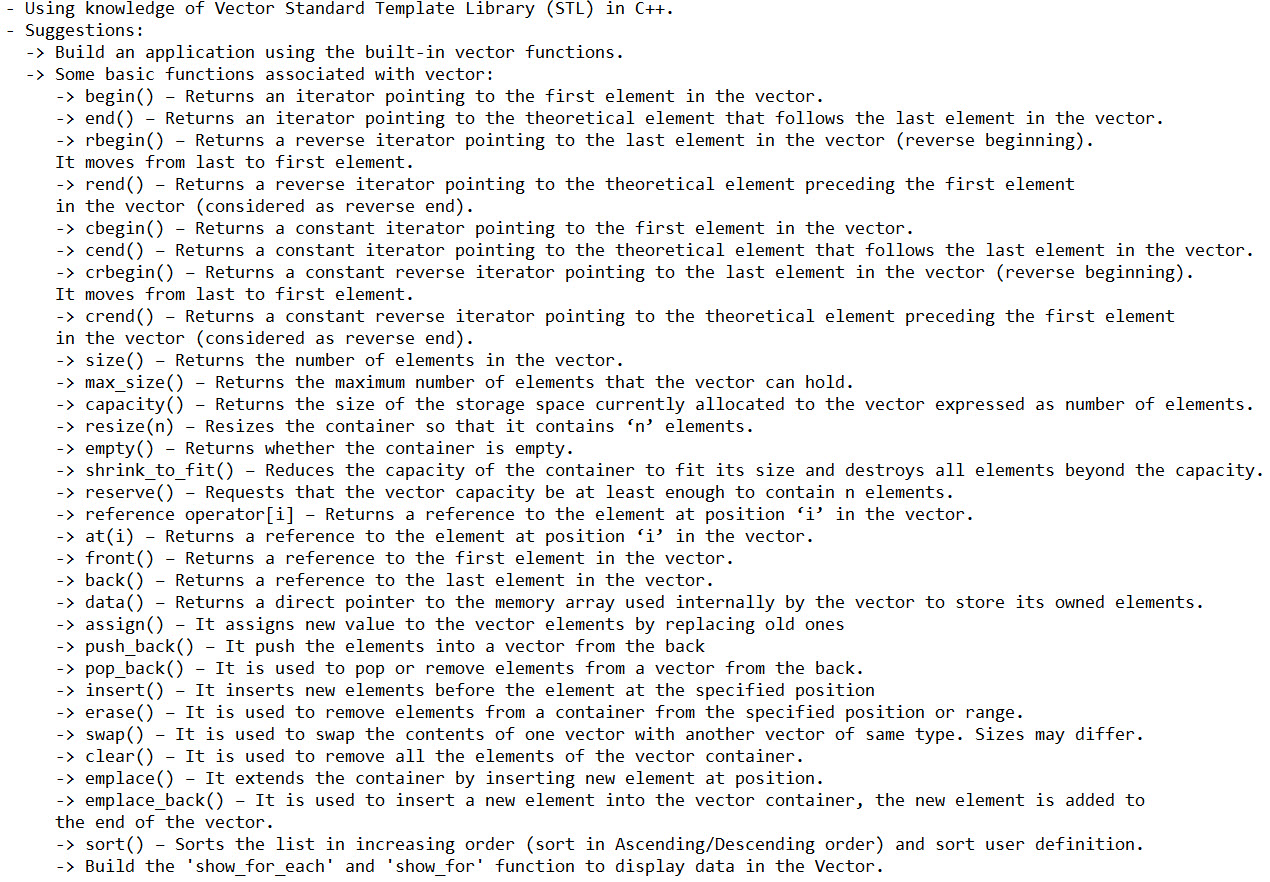 - Using knowledge of Vector Standard Template Library (STL) in C++.
- Suggestions:
-> Build an application using the built-in vector functions.
-> Some basic functions associated with vector:
-> begin() – Returns an iterator pointing to the first element in the vector.
-> end() – Returns an iterator pointing to the theoretical element that follows the last element in the vector.
-> rbegin() – Returns a reverse iterator pointing to the last element in the vector (reverse beginning).
It moves from last to first element.
-> rend() – Returns a reverse iterator pointing to the theoretical element preceding the first element
in the vector (considered as reverse end).
-> cbegin() – Returns a constant iterator pointing to the first element in the vector.
-> cend() – Returns a constant iterator pointing to the theoretical element that follows the last element in the vector.
-> crbegin() – Returns a constant reverse iterator pointing to the last element in the vector (reverse beginning).
It moves from last to first element.
-> crend() – Returns a constant reverse iterator pointing to the theoretical element preceding the first element
in the vector (considered as reverse end).
-> size() – Returns the number of elements in the vector.
-> max_size() – Returns the maximum number of elements that the vector can hold.
-> capacity() – Returns the size of the storage space currently allocated to the vector expressed as number of elements.
-> resize(n) – Resizes the container so that it contains ‘n’ elements.
-> empty() – Returns whether the container is empty.
-> shrink_to_fit() – Reduces the capacity of the container to fit its size and destroys all elements beyond the capacity.
-> reserve() – Requests that the vector capacity be at least enough to contain n elements.
-> reference operator[i] – Returns a reference to the element at position ‘i’ in the vector.
-> at(i) – Returns a reference to the element at position ‘i’ in the vector.
-> front() – Returns a reference to the first element in the vector.
-> back() – Returns a reference to the last element in the vector.
-> data() – Returns a direct pointer to the memory array used internally by the vector to store its owned elements.
-> assign() – It assigns new value to the vector elements by replacing old ones
-> push_back() – It push the elements into a vector from the back
-> pop_back() – It is used to pop or remove elements from a vector from the back.
-> insert() – It inserts new elements before the element at the specified position
-> erase() – It is used to remove elements from a container from the specified position or range.
-> swap() – It is used to swap the contents of one vector with another vector of same type. Sizes may differ.
-> clear() – It is used to remove all the elements of the vector container.
-> emplace() – It extends the container by inserting new element at position.
-> emplace_back() – It is used to insert a new element into the vector container, the new element is added to
the end of the vector.
-> sort() – Sorts the list in increasing order (sort in Ascending/Descending order) and sort user definition.
-> Build the 'show_for_each' and 'show_for' function to display data in the Vector.